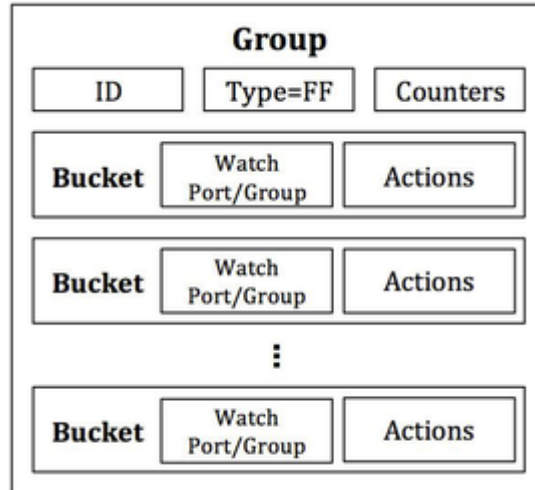 Group
ID Type=FF Counters
Bucket Watch Port/Group Actions
Bucket Watch Port/Group Actions
⋮
Bucket Watch Port/Group Actions